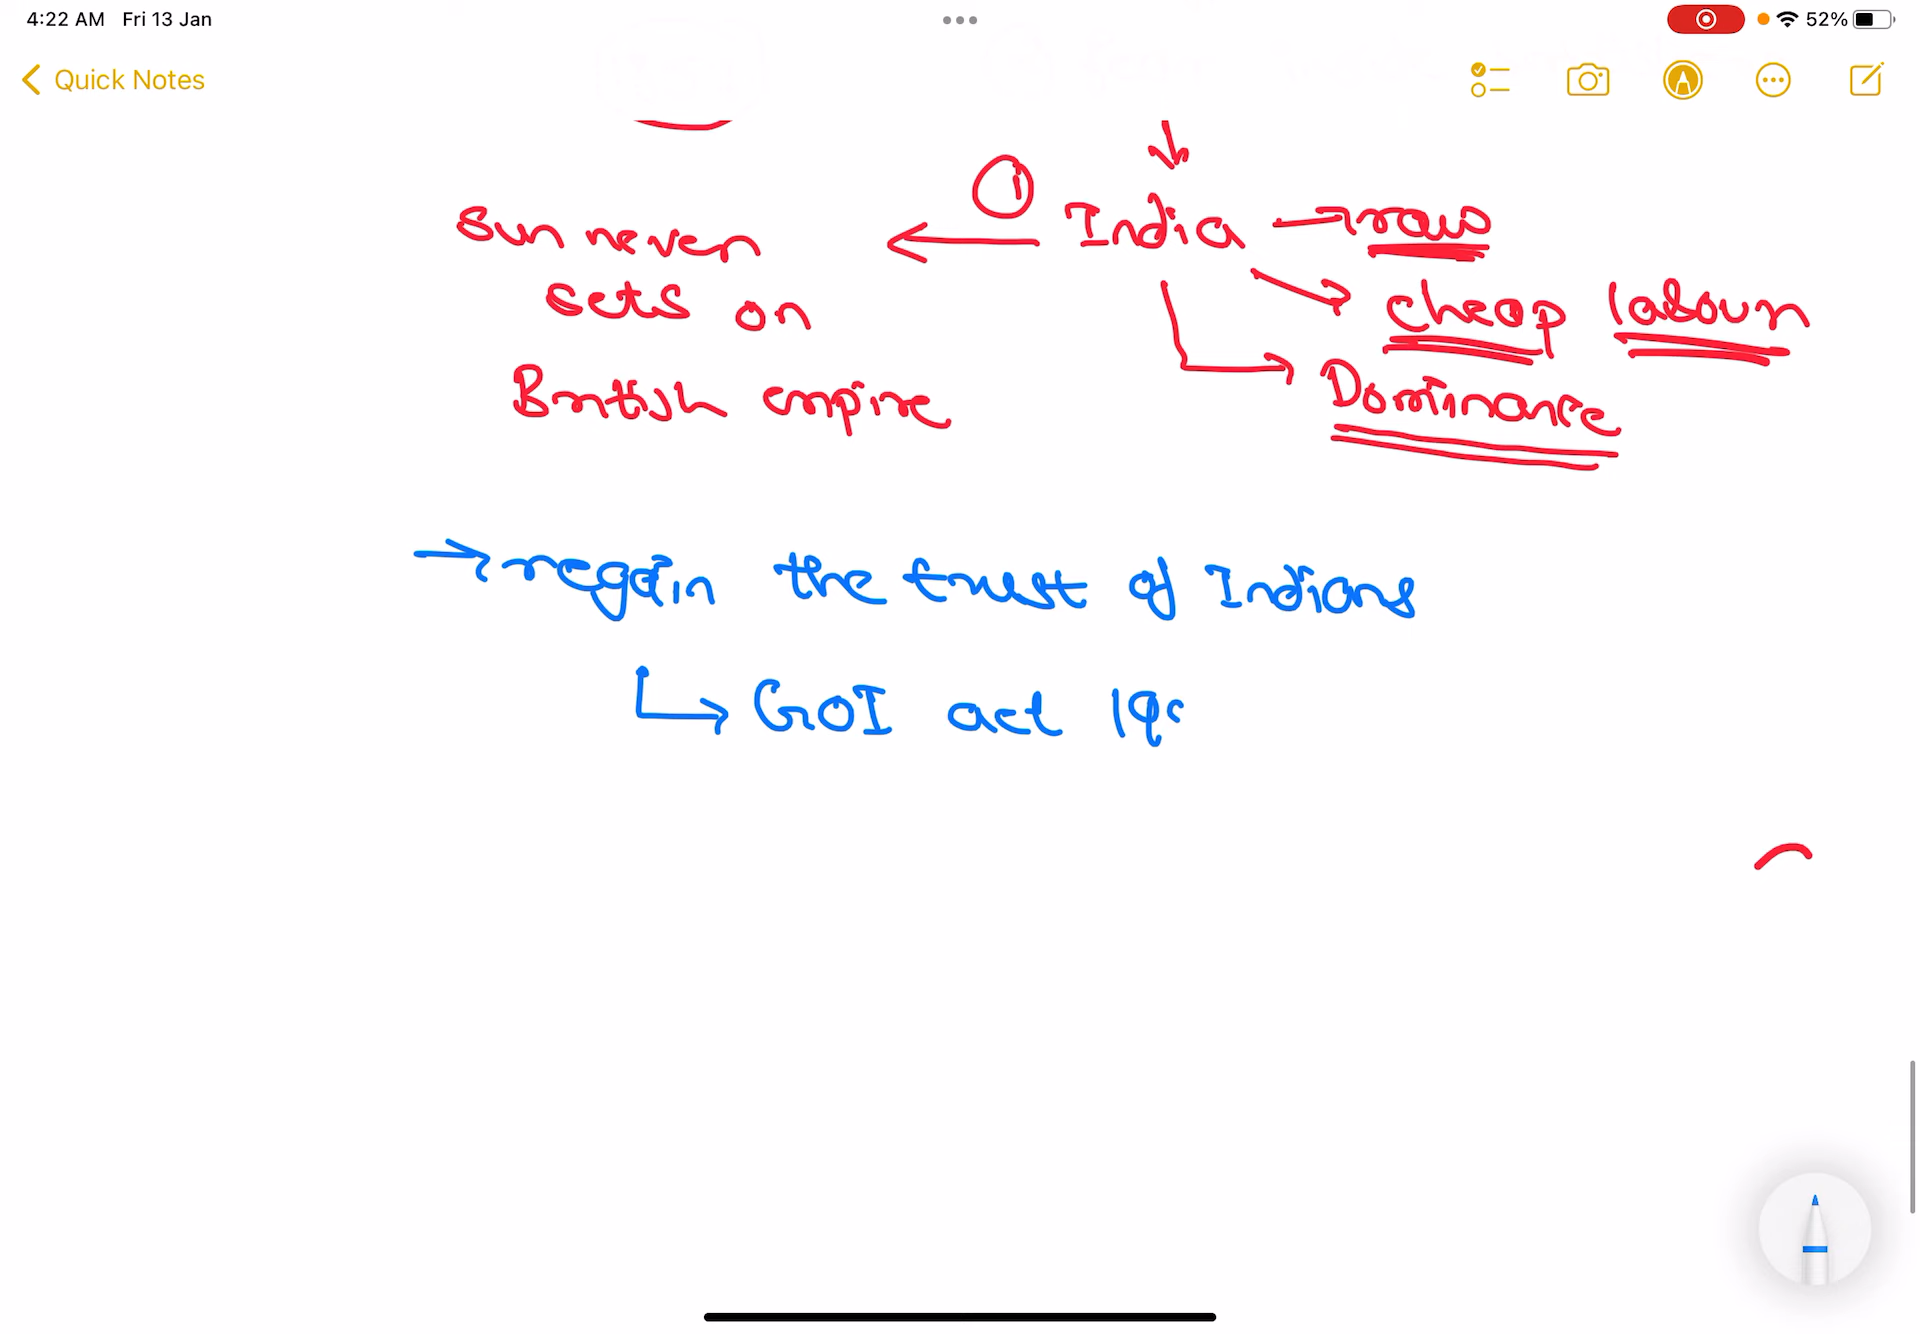 4:22 AM Fri 13 Jan
52%
Quick Notes
1
India → raw
sun never
sets on
cheap labour
British empire
Dominance
→ regain the trust of Indians
GOI act 19